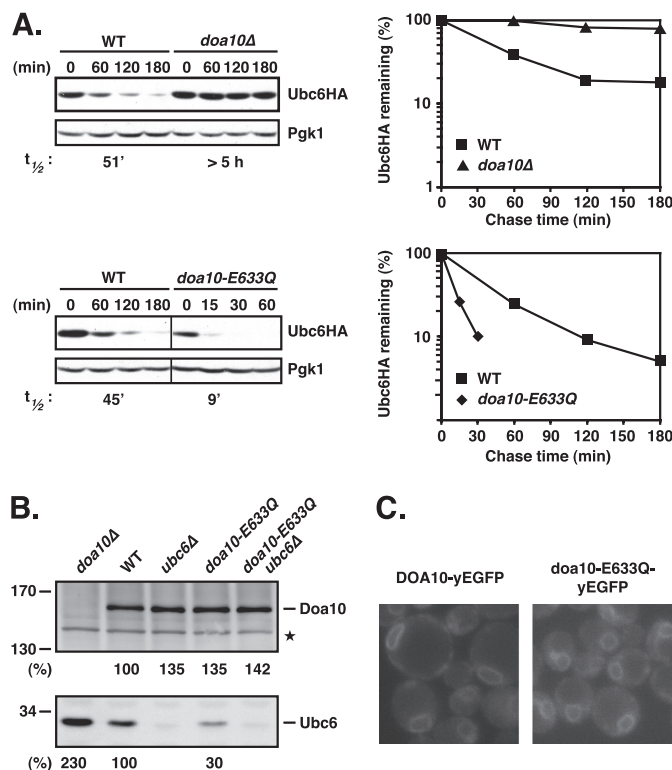 A.
WT doa10Δ
(min) 0 60 120 180 0 60 120 180
Ubc6HA
Pgk1
t½ : 51' > 5 h
Ubc6HA remaining (%)
100
10
1
WT
doa10Δ
0 30 60 90 120 150 180
Chase time (min)
WT doa10-E633Q
(min) 0 60 120 180 0 15 30 60
Ubc6HA
Pgk1
t½ : 45' 9'
Ubc6HA remaining (%)
100
10
1
WT
doa10-E633Q
0 30 60 90 120 150 180
Chase time (min)
B.
doa10Δ
WT
ubc6Δ
doa10-E633Q
doa10-E633Q
ubc6Δ
170
Doa10
★
130
(%) 100 135 135 142
34
Ubc6
(%) 230 100 30
C.
DOA10-yEGFP
doa10-E633Q-
yEGFP